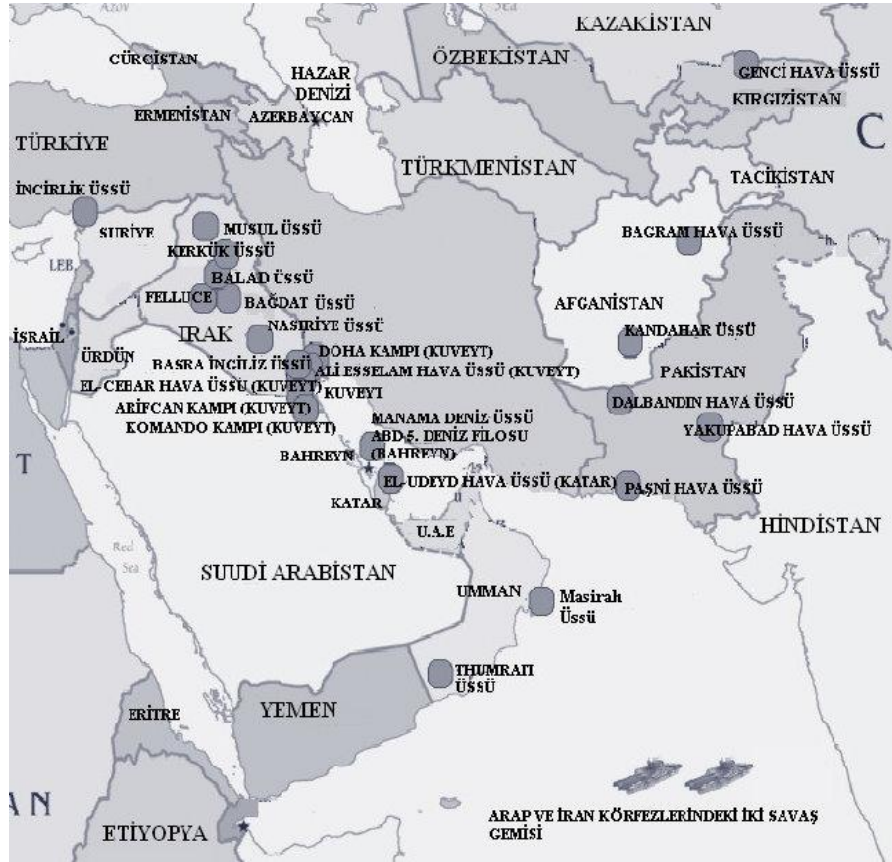 Azov
Sea
KAZAKİSTAN
ÖZBEKİSTAN
CÜRCİSTAN
HAZAR
DENİZİ
GENCİ HAVA ÜSSÜ
KIRGIZİSTAN
ERMENİSTAN
AZERBAYCAN
C
TÜRKİYE
TÜRKMENİSTAN
TACİKİSTAN
İNCİRLİE ÜSSÜ
SURİYE
MUSUL ÜSSÜ
BAGRAM HAVA ÜSSÜ
KERKÜK ÜSSÜ
LEB.
BALAD ÜSSÜ
FELLUCE
BAĞDAT ÜSSÜ
AFGANİSTAN
İSRAİL
IRAK
NASIRİYE ÜSSÜ
KANDAHAR ÜSSÜ
ÜRDÜN
DOHA KAMPI (KUVEYT)
BASRA İNGİLİZ ÜSSÜ
ALİ ESSELAM HAVA ÜSSÜ (KUVEYT)
PAKİSTAN
EL-CEBAR HAVA ÜSSÜ (KUVEYT)
KUVEYT
DALBANDIN HAVA ÜSSÜ
ARİFCAN KAMPI (KUVEYT)
MANAMA DENİZ ÜSSÜ
KOMANDO KAMPI (KUVEYT)
ABD 5. DENİZ FİLOSU
(BAHREYN)
YAKUPABAD HAVA ÜSSÜ
BAHREYN
T
EL-UDEYD HAVA ÜSSÜ (KATAR)
PAŞNİ HAVA ÜSSÜ
KATAR
HİNDİSTAN
U.A.E
Red
Sea
SUUDİ ARABİSTAN
UMMAN
Masirah
Üssü
THUMRATI
ÜSSÜ
ERİTRE
YEMEN
AN
ETİYOPYA
ARAP VE İRAN KÖRFEZLERİNDEKİ İKİ SAVAŞ
GEMİSİ